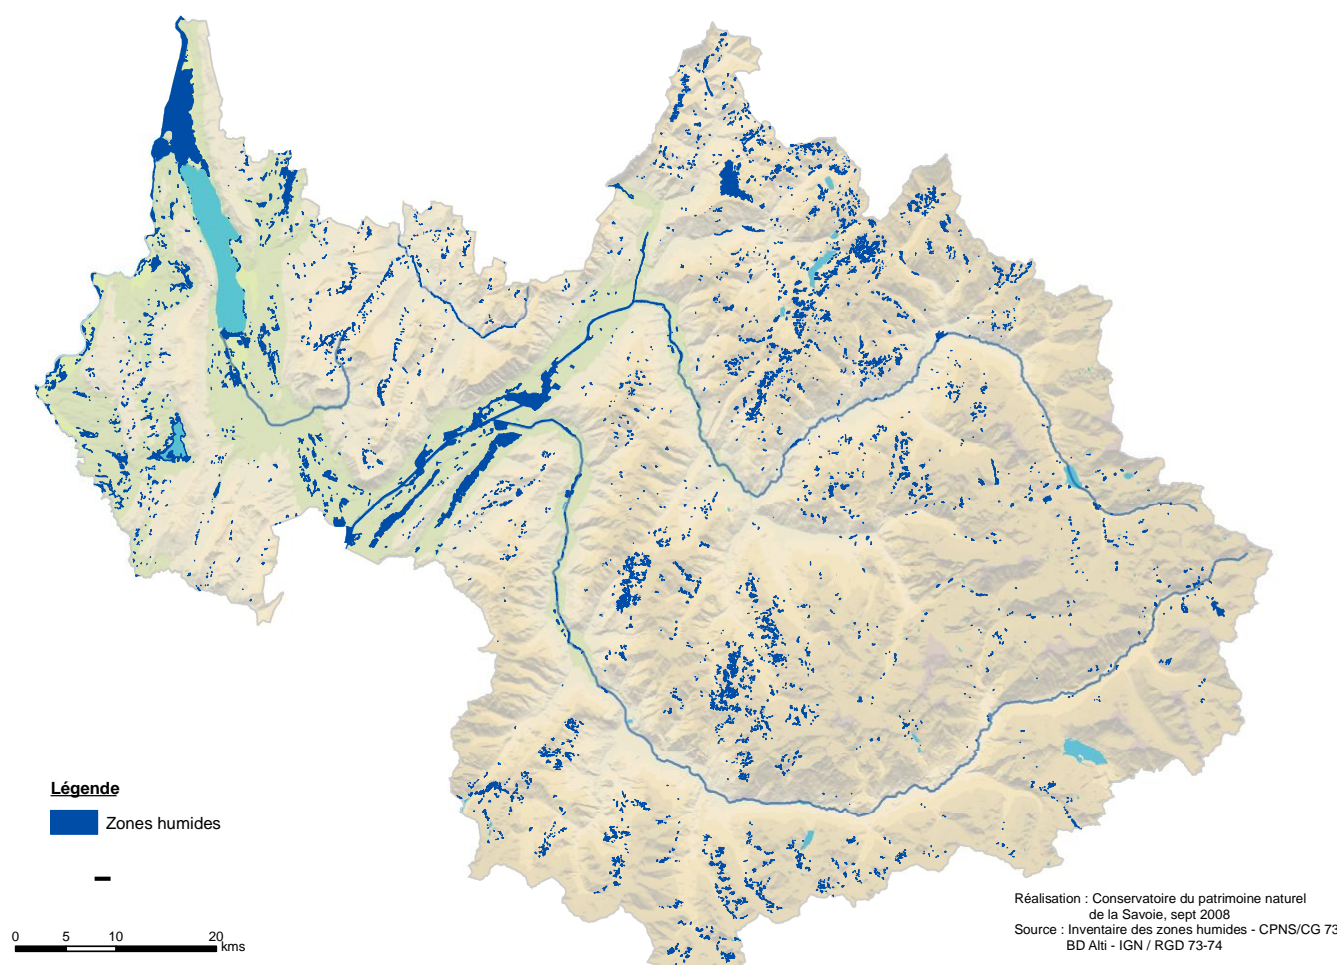 Légende
Zones humides
0 5 10 20
kms
Réalisation : Conservatoire du patrimoine naturel
de la Savoie, sept 2008
Source : Inventaire des zones humides - CPNS/CG 73
BD Alti - IGN / RGD 73-74